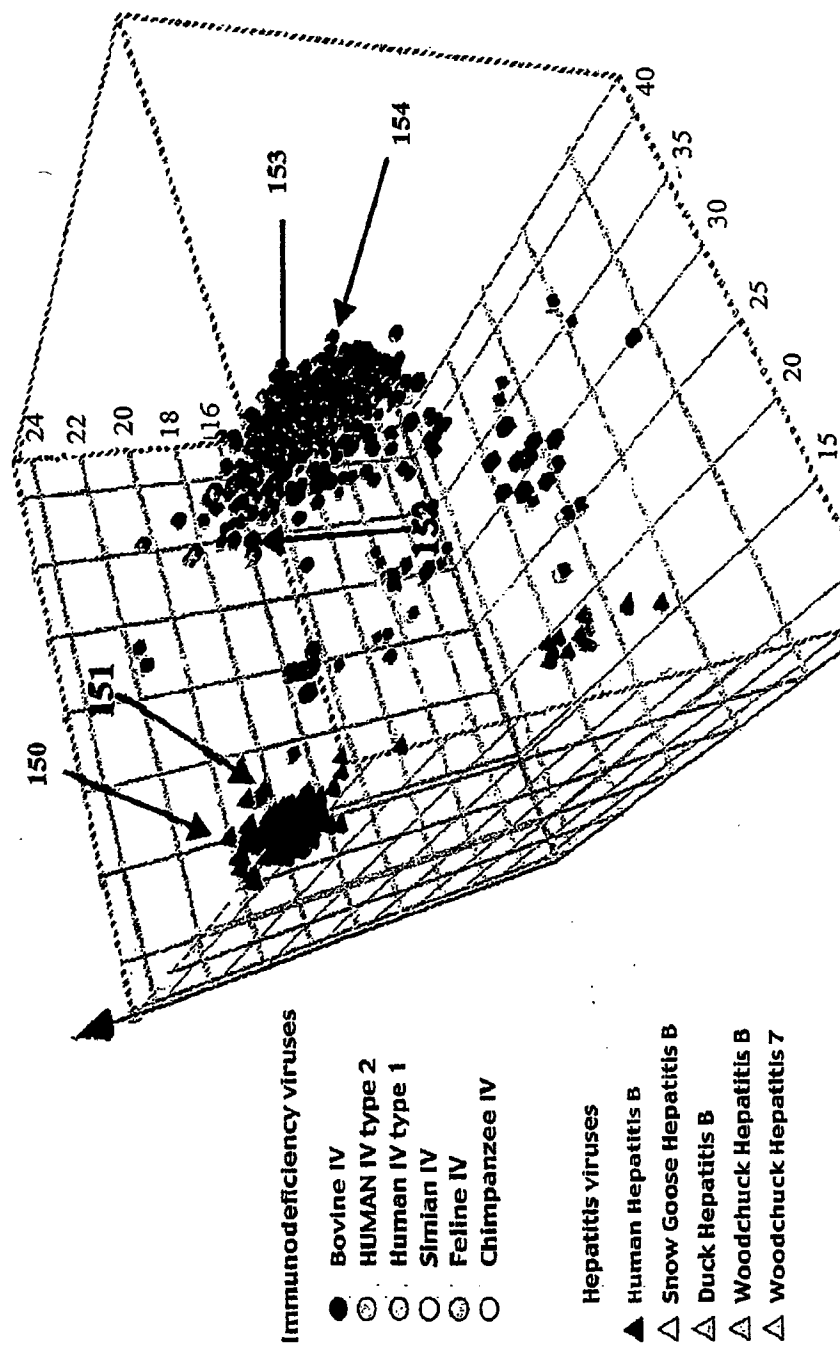 Immunodeficiency viruses
Bovine IV
HUMAN IV type 2
Human IV type 1
Simian IV
Feline IV
Chimpanzee IV
Hepatitis viruses
Human Hepatitis B
Snow Goose Hepatitis B
Duck Hepatitis B
Woodchuck Hepatitis B
Woodchuck Hepatitis 7
150
151
152
153
154
24
22
20
18
16
40
35
30
25
20
15